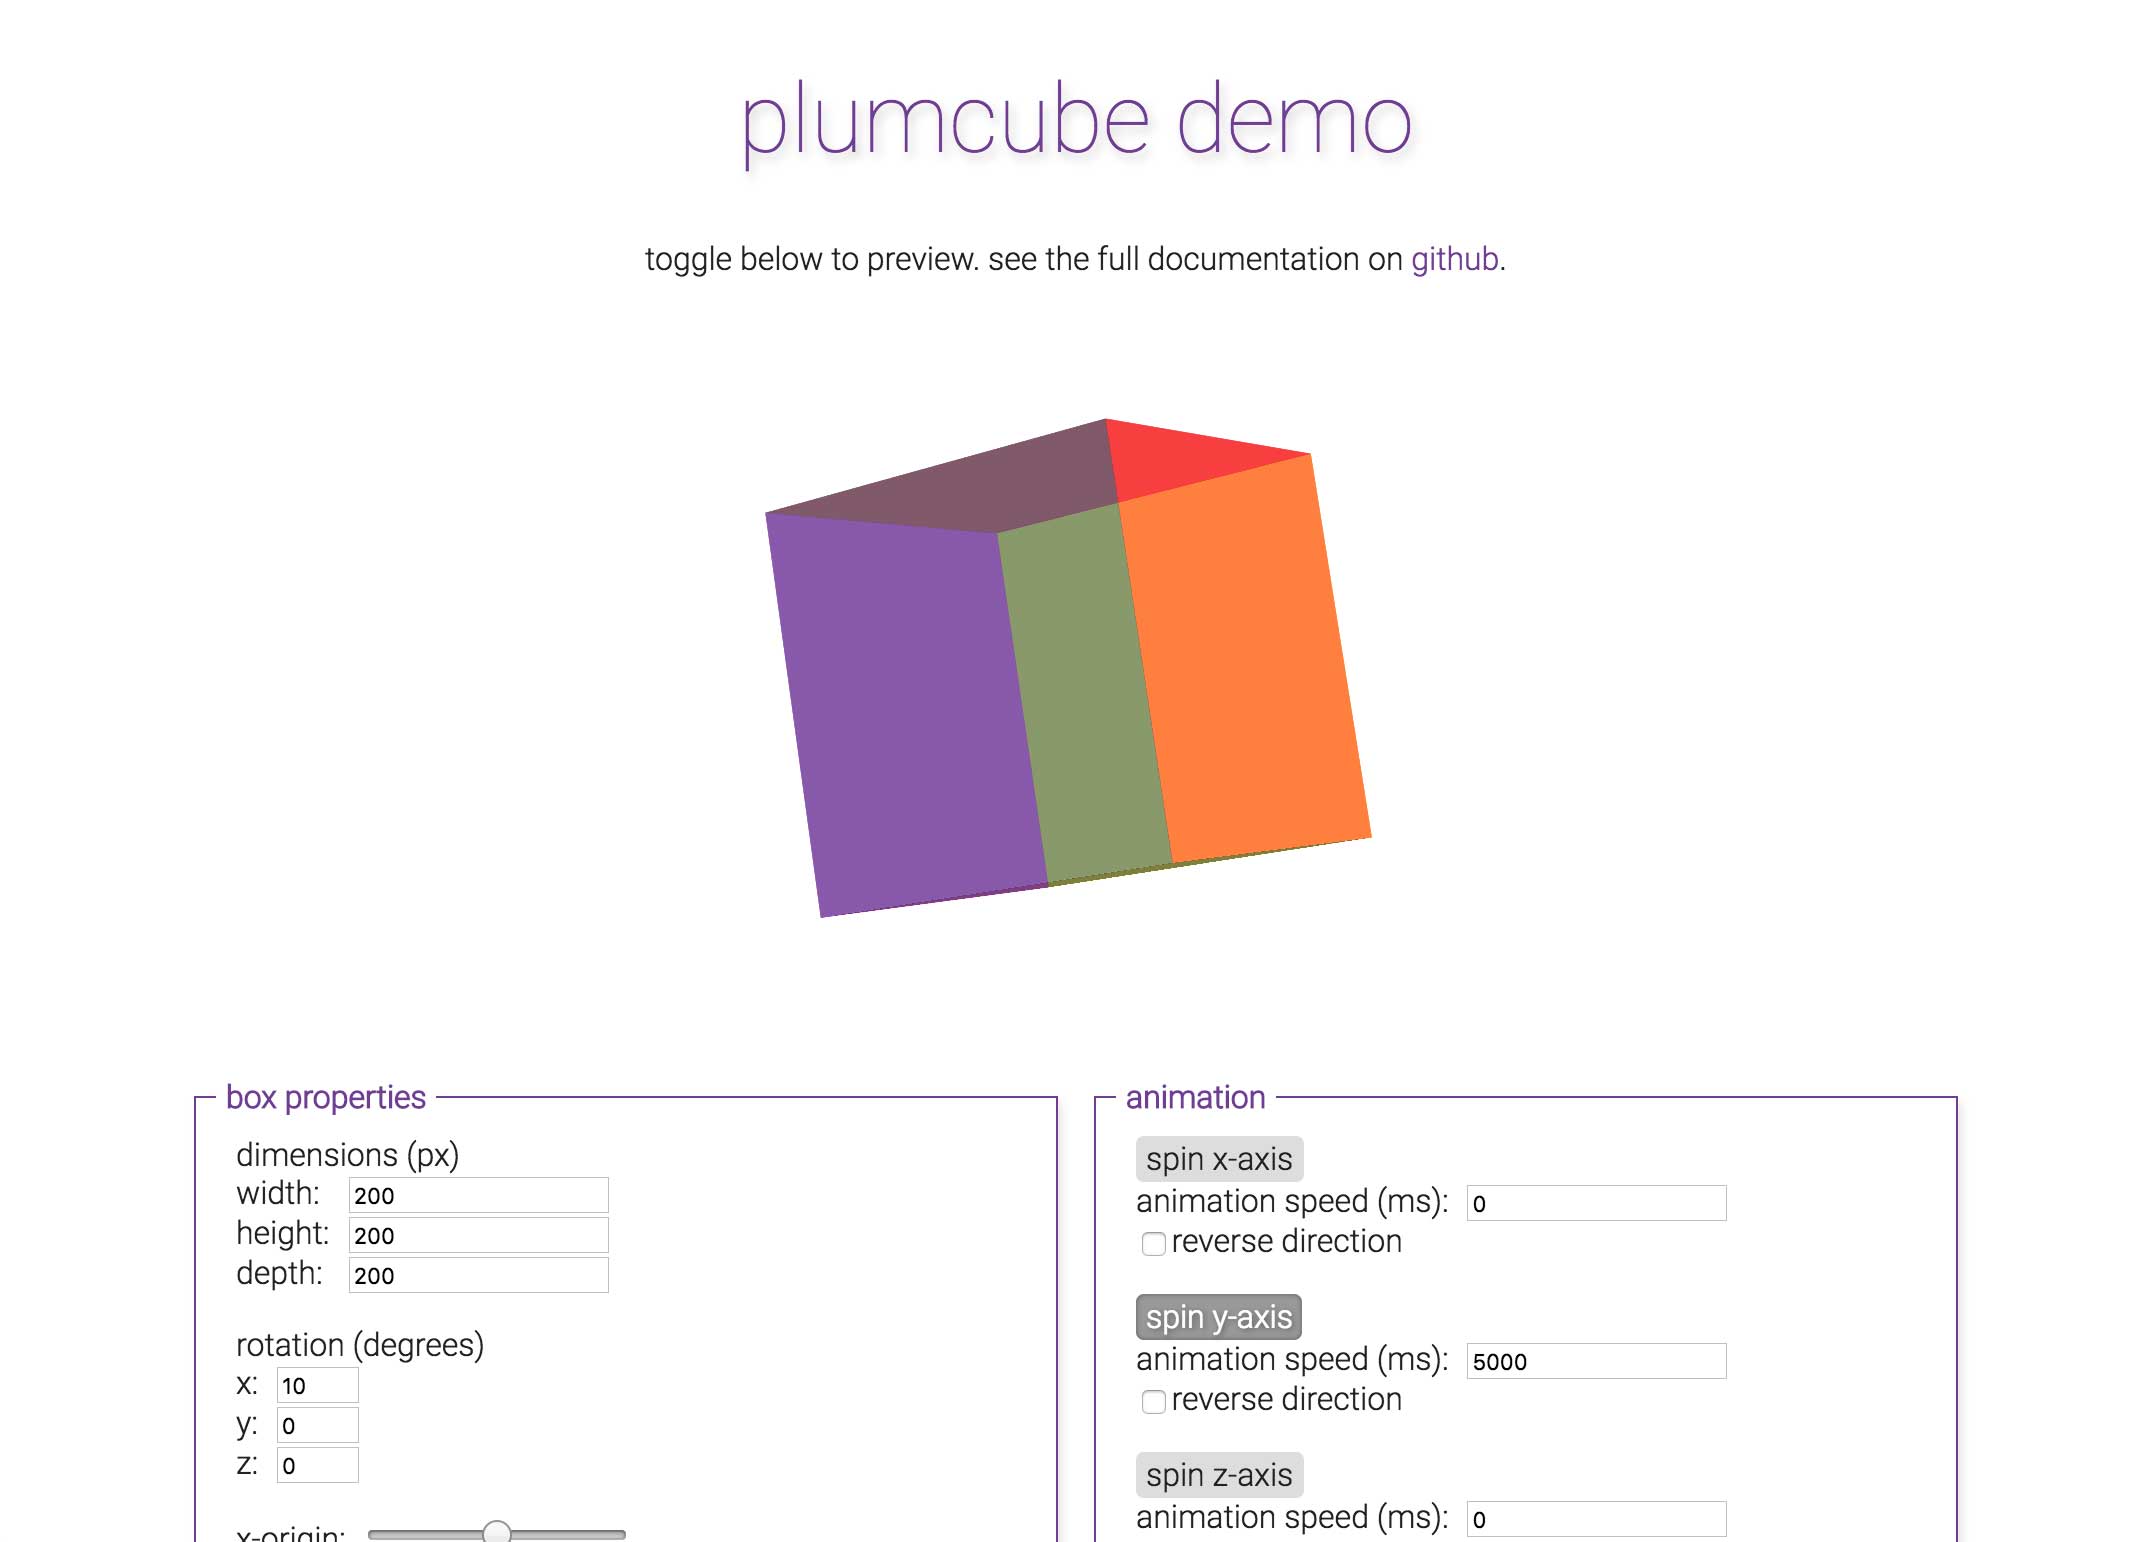 plumcube demo
toggle below to preview. see the full documentation on github.
box properties
dimensions (px)
width: 200
height: 200
depth: 200
rotation (degrees)
x: 10
y: 0
z: 0
x-origin:
animation
spin x-axis
animation speed (ms): 0
reverse direction
spin y-axis
animation speed (ms): 5000
reverse direction
spin z-axis
animation speed (ms): 0